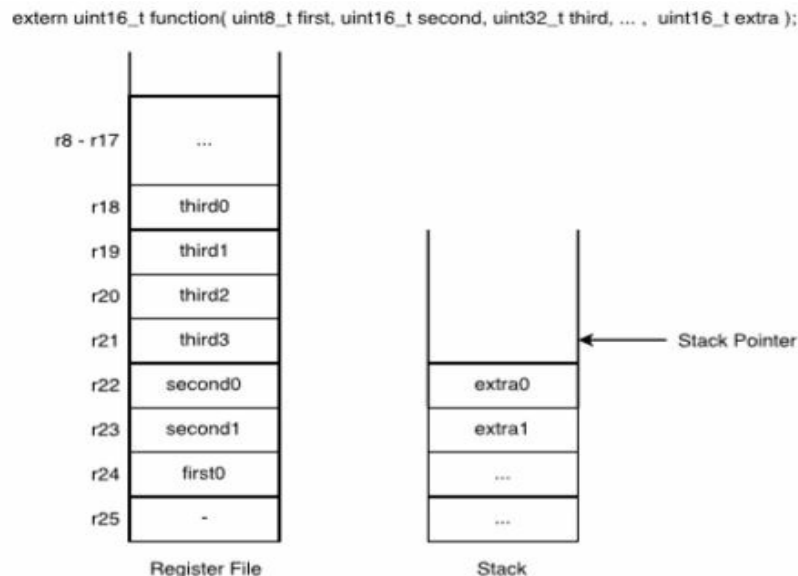 extern uint16_t function( uint8_t first, uint16_t second, uint32_t third, ... , uint16_t extra );
r8 - r17 ...
r18 third0
r19 third1
r20 third2
r21 third3 Stack Pointer
r22 second0 extra0
r23 second1 extra1
r24 first0 ...
r25 - ...
Register File Stack